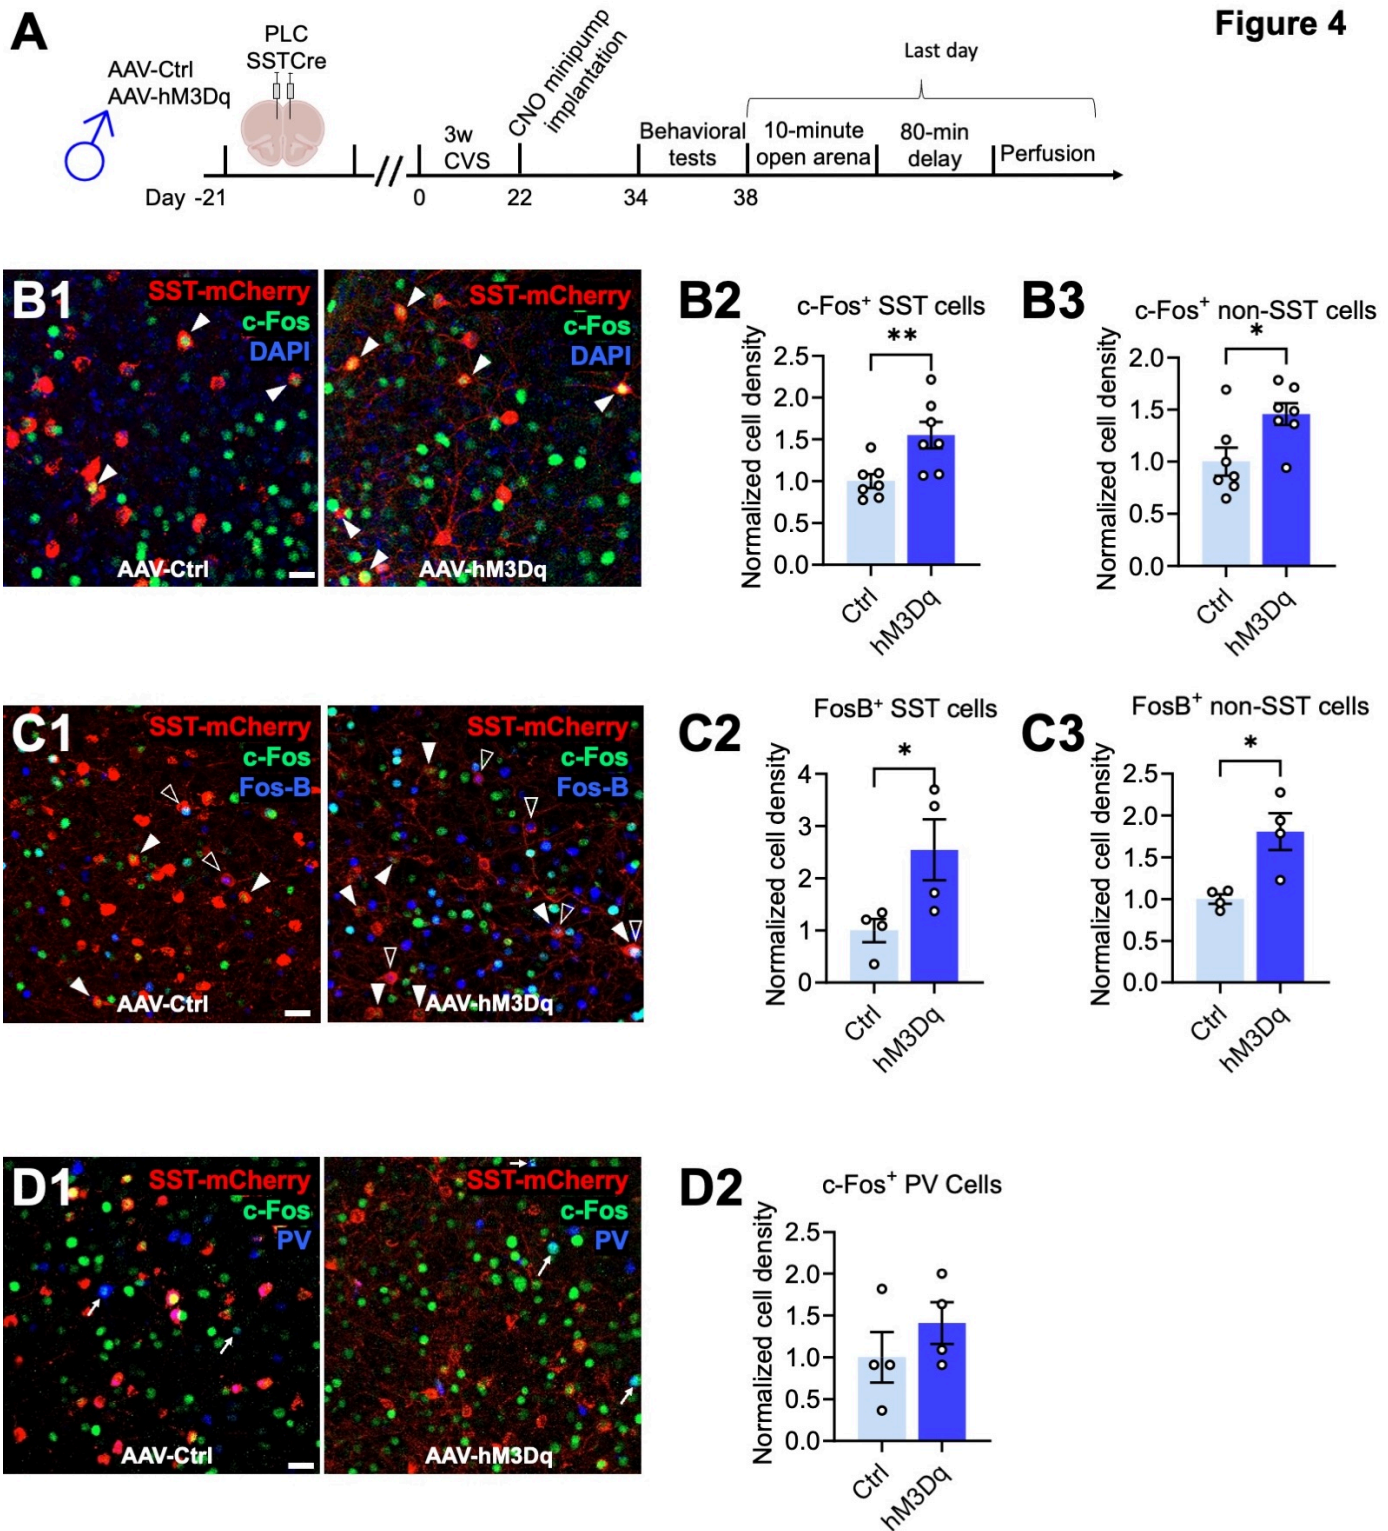 Figure 4
A
PLC
SSTCre
AAV-Ctrl
AAV-hM3Dq
CNO minipump
implantation
Last day
3w
CVS
Behavioral
tests
10-minute
open arena
80-min
delay
Perfusion
Day -21
0
22
34
38
B1
SST-mCherry
c-Fos
DAPI
AAV-Ctrl
SST-mCherry
c-Fos
DAPI
AAV-hM3Dq
B2
c-Fos⁺ SST cells
**
Normalized cell density
2.5
2.0
1.5
1.0
0.5
0.0
Ctrl
hM3Dq
B3
c-Fos⁺ non-SST cells
*
Normalized cell density
2.0
1.5
1.0
0.5
0.0
Ctrl
hM3Dq
C1
SST-mCherry
c-Fos
Fos-B
AAV-Ctrl
SST-mCherry
c-Fos
Fos-B
AAV-hM3Dq
C2
FosB⁺ SST cells
*
Normalized cell density
4
3
2
1
0
Ctrl
hM3Dq
C3
FosB⁺ non-SST cells
*
Normalized cell density
2.5
2.0
1.5
1.0
0.5
0.0
Ctrl
hM3Dq
D1
SST-mCherry
c-Fos
PV
AAV-Ctrl
SST-mCherry
c-Fos
PV
AAV-hM3Dq
D2
c-Fos⁺ PV Cells
Normalized cell density
2.5
2.0
1.5
1.0
0.5
0.0
Ctrl
hM3Dq